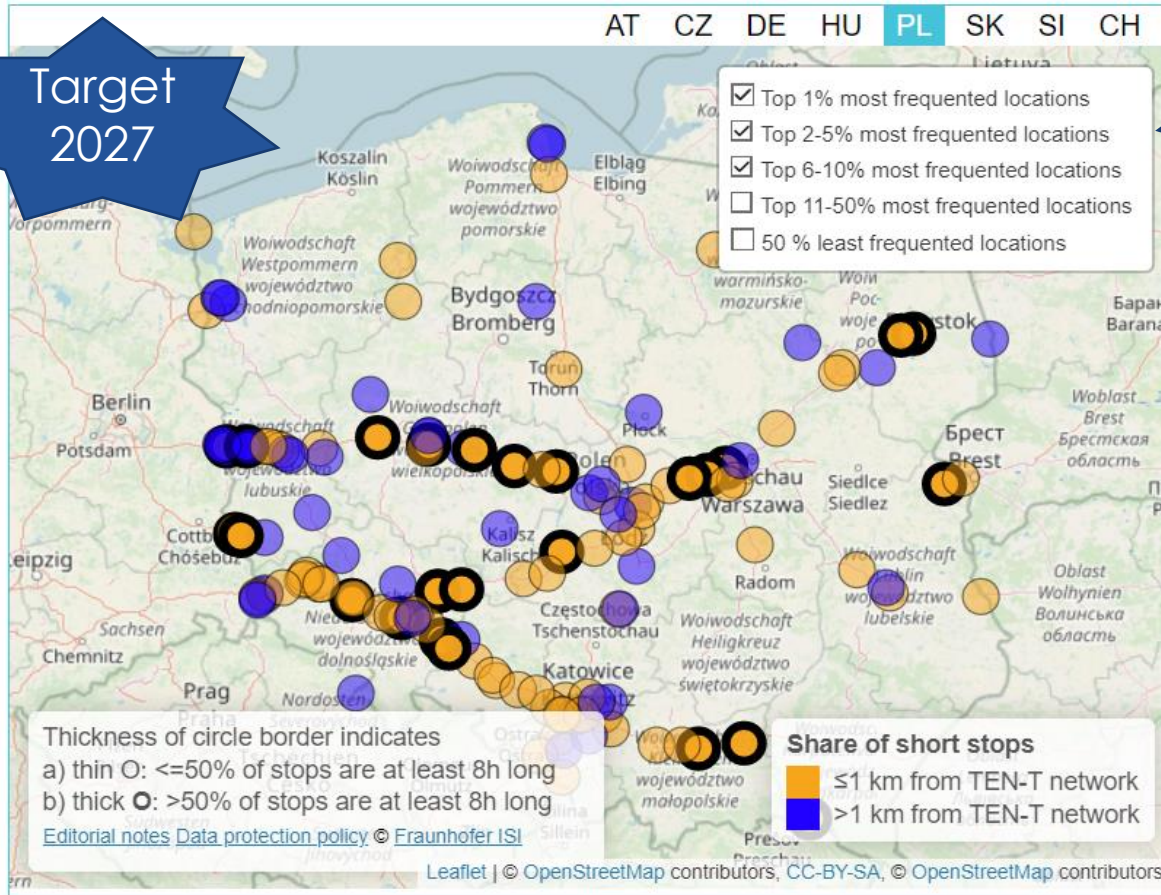 AT CZ DE HU PL SK SI CH
Target
2027
Top 1% most frequented locations
Top 2-5% most frequented locations
Top 6-10% most frequented locations
Top 11-50% most frequented locations
50 % least frequented locations
Lietuva
Koszalin
Köslin
Woiwodschaft
Pommern
województwo
pomorskie
Elbląg
Elbing
Woiwodschaft
Westpommern
województwo
Bydgoszcz
Bromberg
warmińsko-
mazurskie
Toruń
Thorn
Berlin
Potsdam
Woiwodschaft
wielkopolskie
województwo
lubuskie
Płock
Polen
Warszawa
Siedlce
Siedlez
Брест
Brest
Woblast
Brest
Брестская
область
Kalisz
Kalisch
Radom
Woiwodschaft
Lublin
województwo
lubelskie
Oblast
Wolhynien
Волинська
область
Sachsen
Chemnitz
województwo
dolnośląskie
Częstochowa
Tschenstochau
Woiwodschaft
Heiligkreuz
województwo
świętokrzyskie
Katowice
Prag
Praha
Nordosten
województwo
małopolskie
Prešov
Preschau
Thickness of circle border indicates
a) thin O: <=50% of stops are at least 8h long
b) thick O: >50% of stops are at least 8h long
Editorial notes Data protection policy © Fraunhofer ISI
Share of short stops
≤1 km from TEN-T network
>1 km from TEN-T network
Leaflet | © OpenStreetMap contributors, CC-BY-SA, © OpenStreetMap contributors